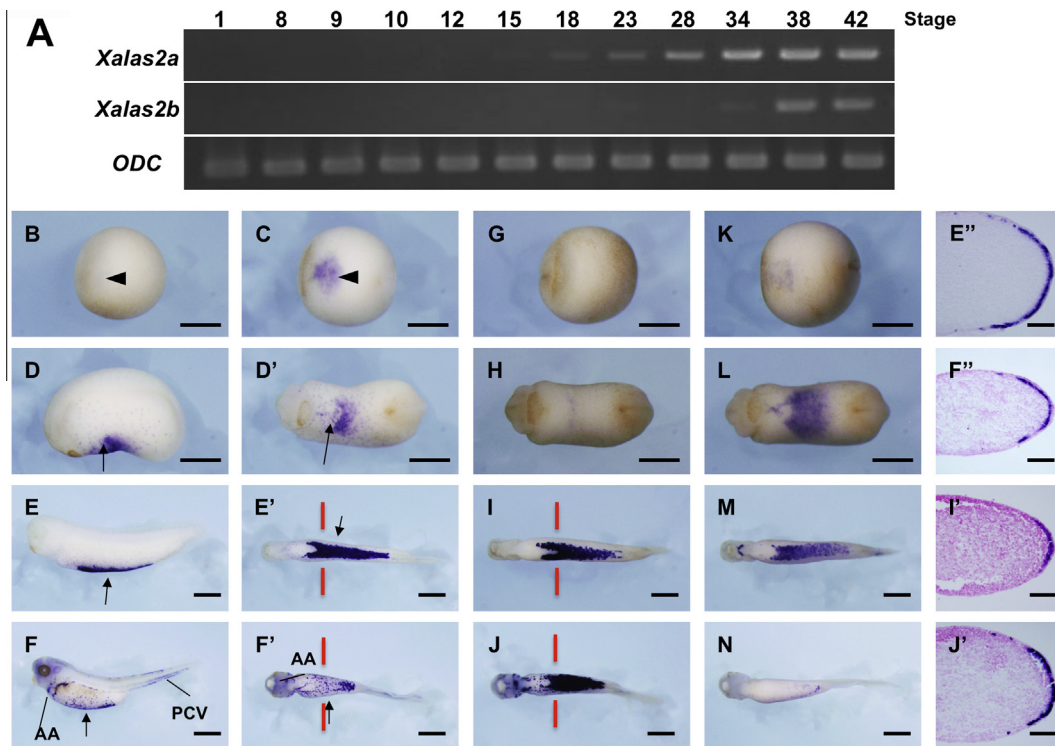 A
1 8 9 10 12 15 18 23 28 34 38 42 Stage
Xalas2a
Xalas2b
ODC
B C G K E''
D D' H L F''
E E' I M I'
F AA PCV F' AA J N J'